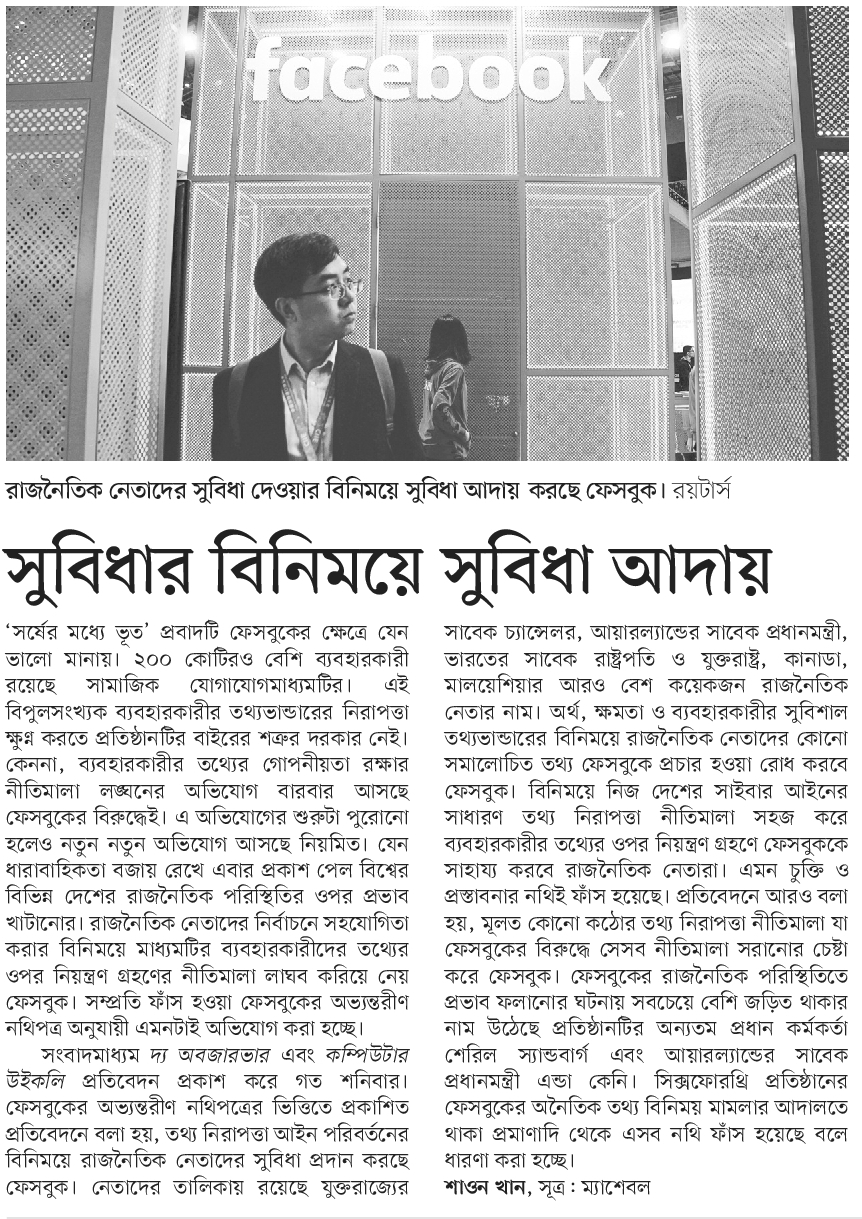 facebook
রাজনৈতিক নেতাদের সুবিধা দেওয়ার বিনিময়ে সুবিধা আদায় করছে ফেসবুক। রয়টার্স
সুবিধার বিনিময়ে সুবিধা আদায়
‘সর্ষের মধ্যে ভূত’ প্রবাদটি ফেসবুকের ক্ষেত্রে যেন
ভালো মানায়। ২০০ কোটিরও বেশি ব্যবহারকারী
রয়েছে সামাজিক যোগাযোগমাধ্যমটির। এই
বিপুলসংখ্যক ব্যবহারকারীর তথ্যভান্ডারের নিরাপত্তা
ক্ষুণ্ন করতে প্রতিষ্ঠানটির বাইরের শত্রুর দরকার নেই।
কেননা, ব্যবহারকারীর তথ্যের গোপনীয়তা রক্ষার
নীতিমালা লঙ্ঘনের অভিযোগ বারবার আসছে
ফেসবুকের বিরুদ্ধেই। এ অভিযোগের শুরুটা পুরোনো
হলেও নতুন নতুন অভিযোগ আসছে নিয়মিত। যেন
ধারাবাহিকতা বজায় রেখে এবার প্রকাশ পেল বিশ্বের
বিভিন্ন দেশের রাজনৈতিক পরিস্থিতির ওপর প্রভাব
খাটানোর। রাজনৈতিক নেতাদের নির্বাচনে সহযোগিতা
করার বিনিময়ে মাধ্যমটির ব্যবহারকারীদের তথ্যের
ওপর নিয়ন্ত্রণ গ্রহণের নীতিমালা লাঘব করিয়ে নেয়
ফেসবুক। সম্প্রতি ফাঁস হওয়া ফেসবুকের অভ্যন্তরীণ
নথিপত্র অনুযায়ী এমনটাই অভিযোগ করা হচ্ছে।
সংবাদমাধ্যম দ্য অবজারভার এবং কম্পিউটার
উইকলি প্রতিবেদন প্রকাশ করে গত শনিবার।
ফেসবুকের অভ্যন্তরীণ নথিপত্রের ভিত্তিতে প্রকাশিত
প্রতিবেদনে বলা হয়, তথ্য নিরাপত্তা আইন পরিবর্তনের
বিনিময়ে রাজনৈতিক নেতাদের সুবিধা প্রদান করছে
ফেসবুক। নেতাদের তালিকায় রয়েছে যুক্তরাজ্যের
সাবেক চ্যান্সেলর, আয়ারল্যান্ডের সাবেক প্রধানমন্ত্রী,
ভারতের সাবেক রাষ্ট্রপতি ও যুক্তরাষ্ট্র, কানাডা,
মালয়েশিয়ার আরও বেশ কয়েকজন রাজনৈতিক
নেতার নাম। অর্থ, ক্ষমতা ও ব্যবহারকারীর সুবিশাল
তথ্যভান্ডারের বিনিময়ে রাজনৈতিক নেতাদের কোনো
সমালোচিত তথ্য ফেসবুকে প্রচার হওয়া রোধ করবে
ফেসবুক। বিনিময়ে নিজ দেশের সাইবার আইনের
সাধারণ তথ্য নিরাপত্তা নীতিমালা সহজ করে
ব্যবহারকারীর তথ্যের ওপর নিয়ন্ত্রণ গ্রহণে ফেসবুককে
সাহায্য করবে রাজনৈতিক নেতারা। এমন চুক্তি ও
প্রস্তাবনার নথিই ফাঁস হয়েছে। প্রতিবেদনে আরও বলা
হয়, মূলত কোনো কঠোর তথ্য নিরাপত্তা নীতিমালা যা
ফেসবুকের বিরুদ্ধে সেসব নীতিমালা সরানোর চেষ্টা
করে ফেসবুক। ফেসবুকের রাজনৈতিক পরিস্থিতিতে
প্রভাব ফলানোর ঘটনায় সবচেয়ে বেশি জড়িত থাকার
নাম উঠেছে প্রতিষ্ঠানটির অন্যতম প্রধান কর্মকর্তা
শেরিল স্যান্ডবার্গ এবং আয়ারল্যান্ডের সাবেক
প্রধানমন্ত্রী এন্ডা কেনি। সিক্সফোরথ্রি প্রতিষ্ঠানের
ফেসবুকের অনৈতিক তথ্য বিনিময় মামলার আদালতে
থাকা প্রমাণাদি থেকে এসব নথি ফাঁস হয়েছে বলে
ধারণা করা হচ্ছে।
শাওন খান, সূত্র : ম্যাশেবল